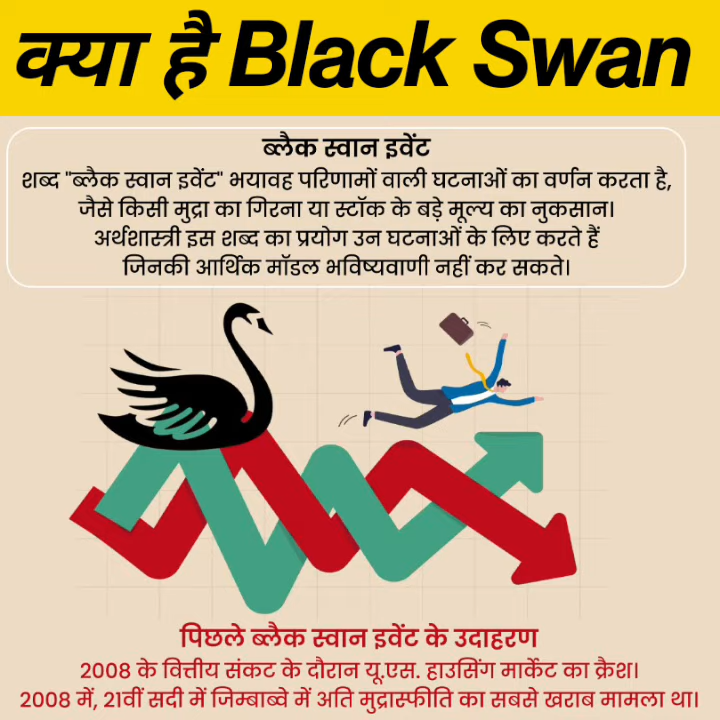 क्या है Black Swan
ब्लैक स्वान इवेंट
शब्द "ब्लैक स्वान इवेंट" भयावह परिणामों वाली घटनाओं का वर्णन करता है,
जैसे किसी मुद्रा का गिरना या स्टॉक के बड़े मूल्य का नुकसान।
अर्थशास्त्री इस शब्द का प्रयोग उन घटनाओं के लिए करते हैं
जिनकी आर्थिक मॉडल भविष्यवाणी नहीं कर सकते।
पिछले ब्लैक स्वान इवेंट के उदाहरण
2008 के वित्तीय संकट के दौरान यू.एस. हाउसिंग मार्केट का क्रैश।
2008 में, 21वीं सदी में जिम्बाब्वे में अति मुद्रास्फीति का सबसे खराब मामला था।